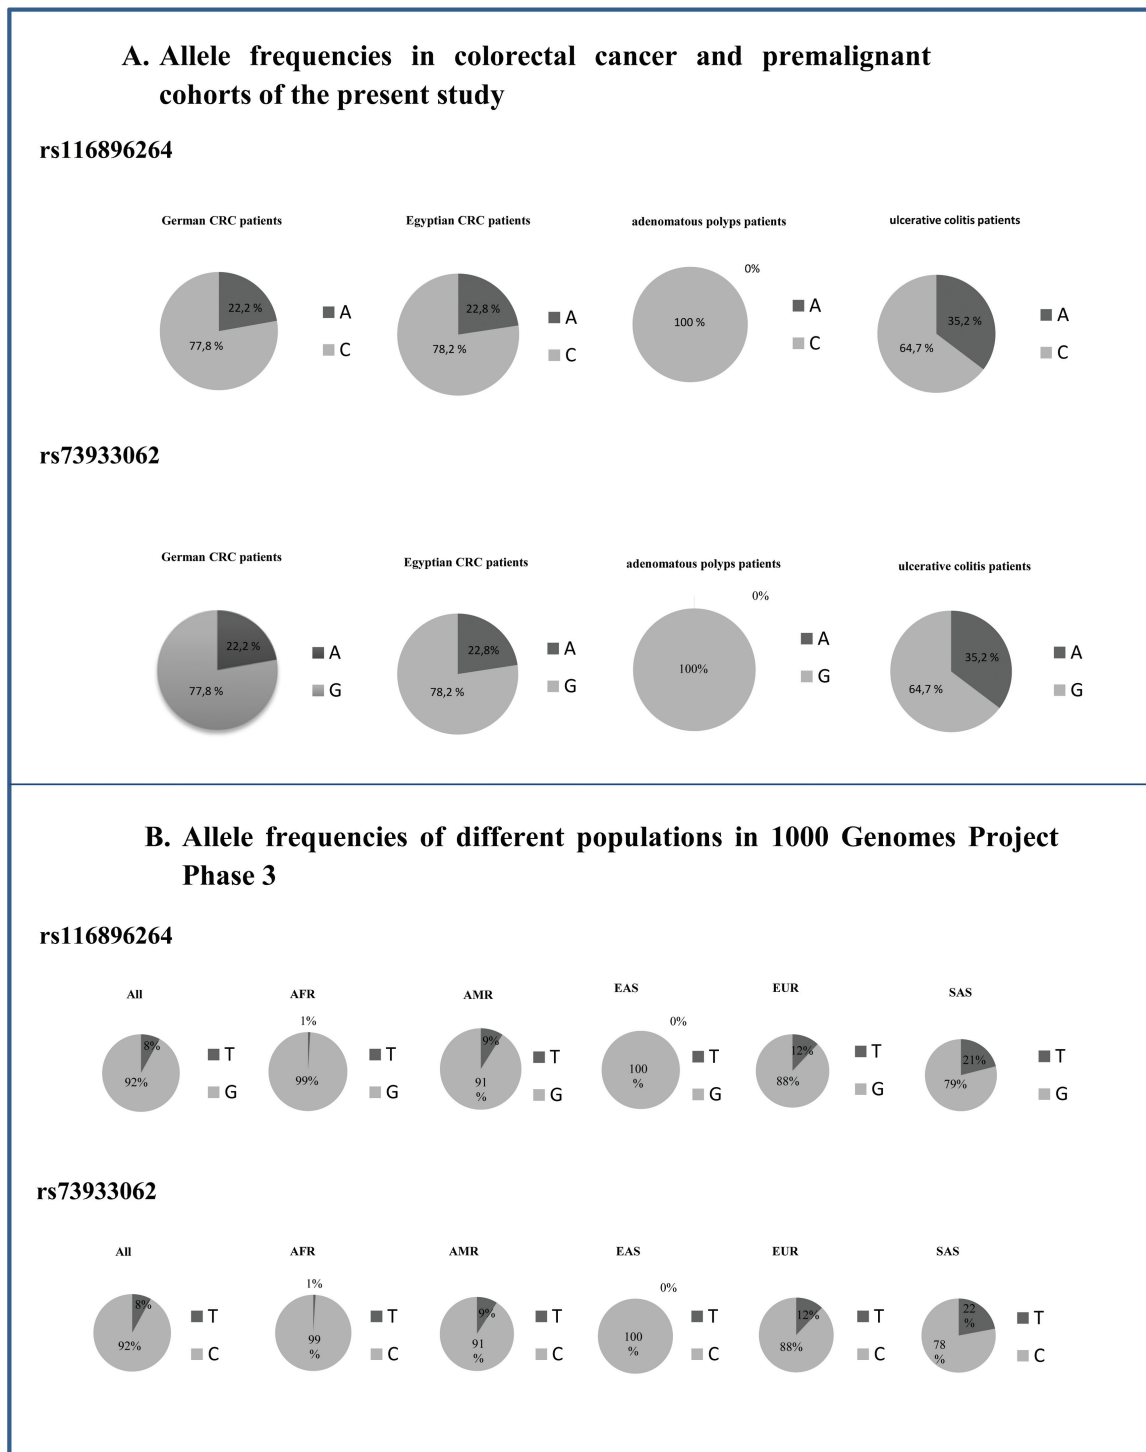 A. Allele frequencies in colorectal cancer and premalignant
cohorts of the present study
rs116896264
German CRC patients
22,2 %
77,8 %
A
C
Egyptian CRC patients
22,8 %
78,2 %
A
C
adenomatous polyps patients
0%
100 %
A
C
ulcerative colitis patients
35,2 %
64,7 %
A
C
rs73933062
German CRC patients
22,2 %
77,8 %
A
G
Egyptian CRC patients
22,8%
78,2 %
A
G
adenomatous polyps patients
0%
100%
A
G
ulcerative colitis patients
35,2 %
64,7 %
A
G
B. Allele frequencies of different populations in 1000 Genomes Project
Phase 3
rs116896264
All
8%
92%
T
G
AFR
1%
99%
T
G
AMR
9%
91
%
T
G
EAS
0%
100
%
T
G
EUR
12%
88%
T
G
SAS
21%
79%
T
G
rs73933062
All
8%
92%
T
C
AFR
1%
99
%
T
C
AMR
9%
91
%
T
C
EAS
0%
100
%
T
C
EUR
12%
88%
T
C
SAS
22
%
78
%
T
C